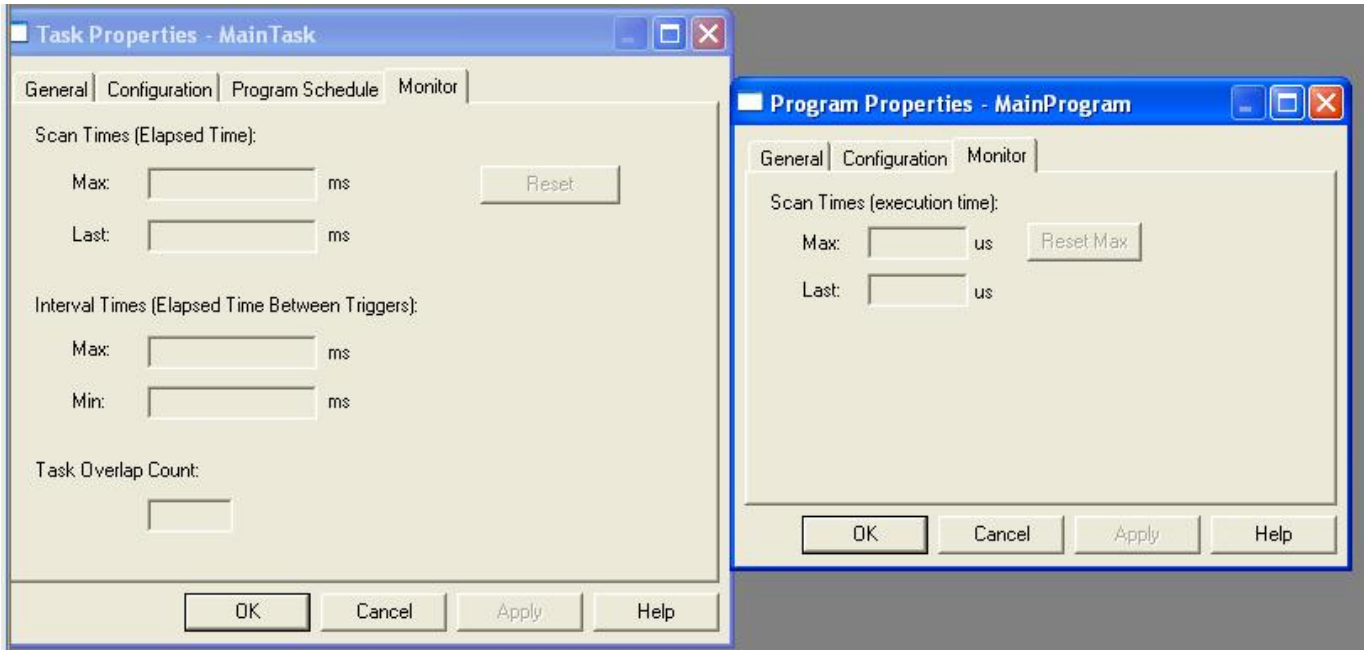 Task Properties - MainTask
General Configuration Program Schedule Monitor
Scan Times (Elapsed Time):
Max: ms Reset
Last: ms
Interval Times (Elapsed Time Between Triggers):
Max: ms
Min: ms
Task Overlap Count:
OK Cancel Apply Help
Program Properties - MainProgram
General Configuration Monitor
Scan Times (execution time):
Max: us Reset Max
Last: us
OK Cancel Apply Help